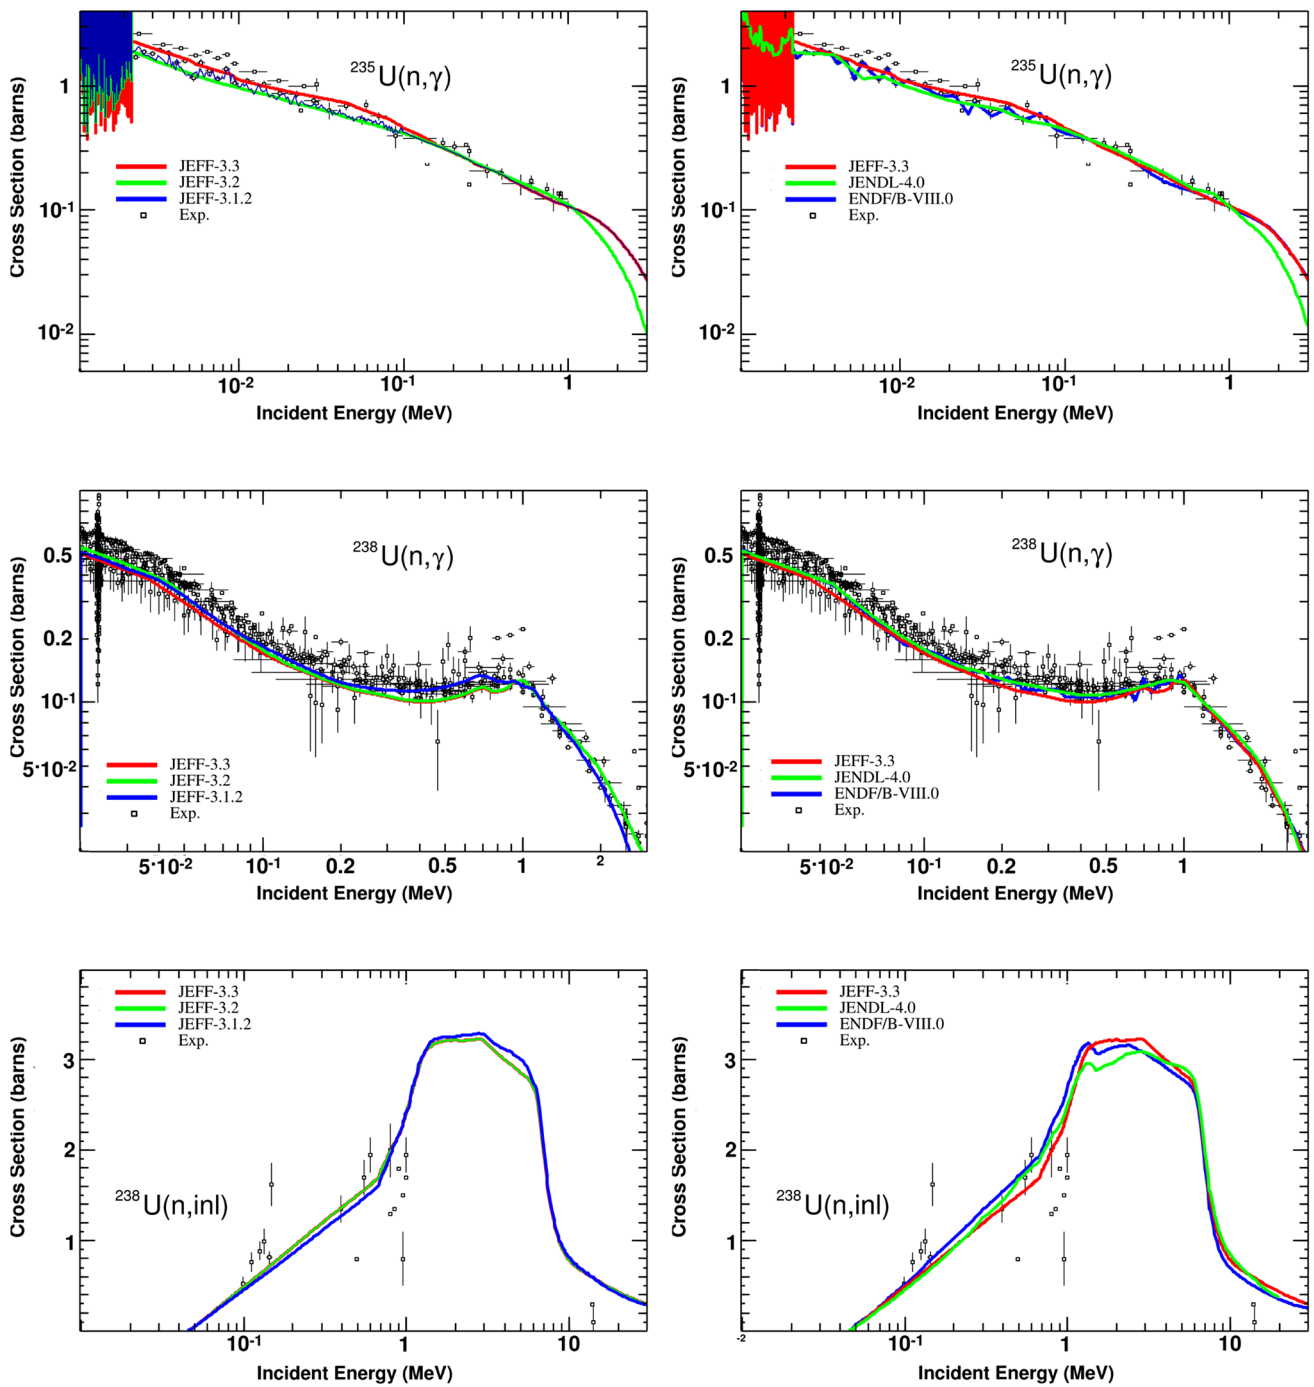 Cross Section (barns)
1
10-1
10-2
235U(n,γ)
JEFF-3.3
JEFF-3.2
JEFF-3.1.2
Exp.
10-2 10-1 1
Incident Energy (MeV)
Cross Section (barns)
1
10-1
10-2
235U(n,γ)
JEFF-3.3
JENDL-4.0
ENDF/B-VIII.0
Exp.
10-2 10-1 1
Incident Energy (MeV)
Cross Section (barns)
0.5
0.2
10-1
5·10-2
238U(n,γ)
JEFF-3.3
JEFF-3.2
JEFF-3.1.2
Exp.
5·10-2 10-1 0.2 0.5 1 2
Incident Energy (MeV)
Cross Section (barns)
0.5
0.2
10-1
5·10-2
238U(n,γ)
JEFF-3.3
JENDL-4.0
ENDF/B-VIII.0
Exp.
5·10-2 10-1 0.2 0.5 1
Incident Energy (MeV)
Cross Section (barns)
JEFF-3.3
JEFF-3.2
JEFF-3.1.2
Exp.
3
2
238U(n,inl)
1
10-1 1 10
Incident Energy (MeV)
Cross Section (barns)
JEFF-3.3
JENDL-4.0
ENDF/B-VIII.0
Exp.
3
2
238U(n,inl)
1
-2 10-1 1 10
Incident Energy (MeV)